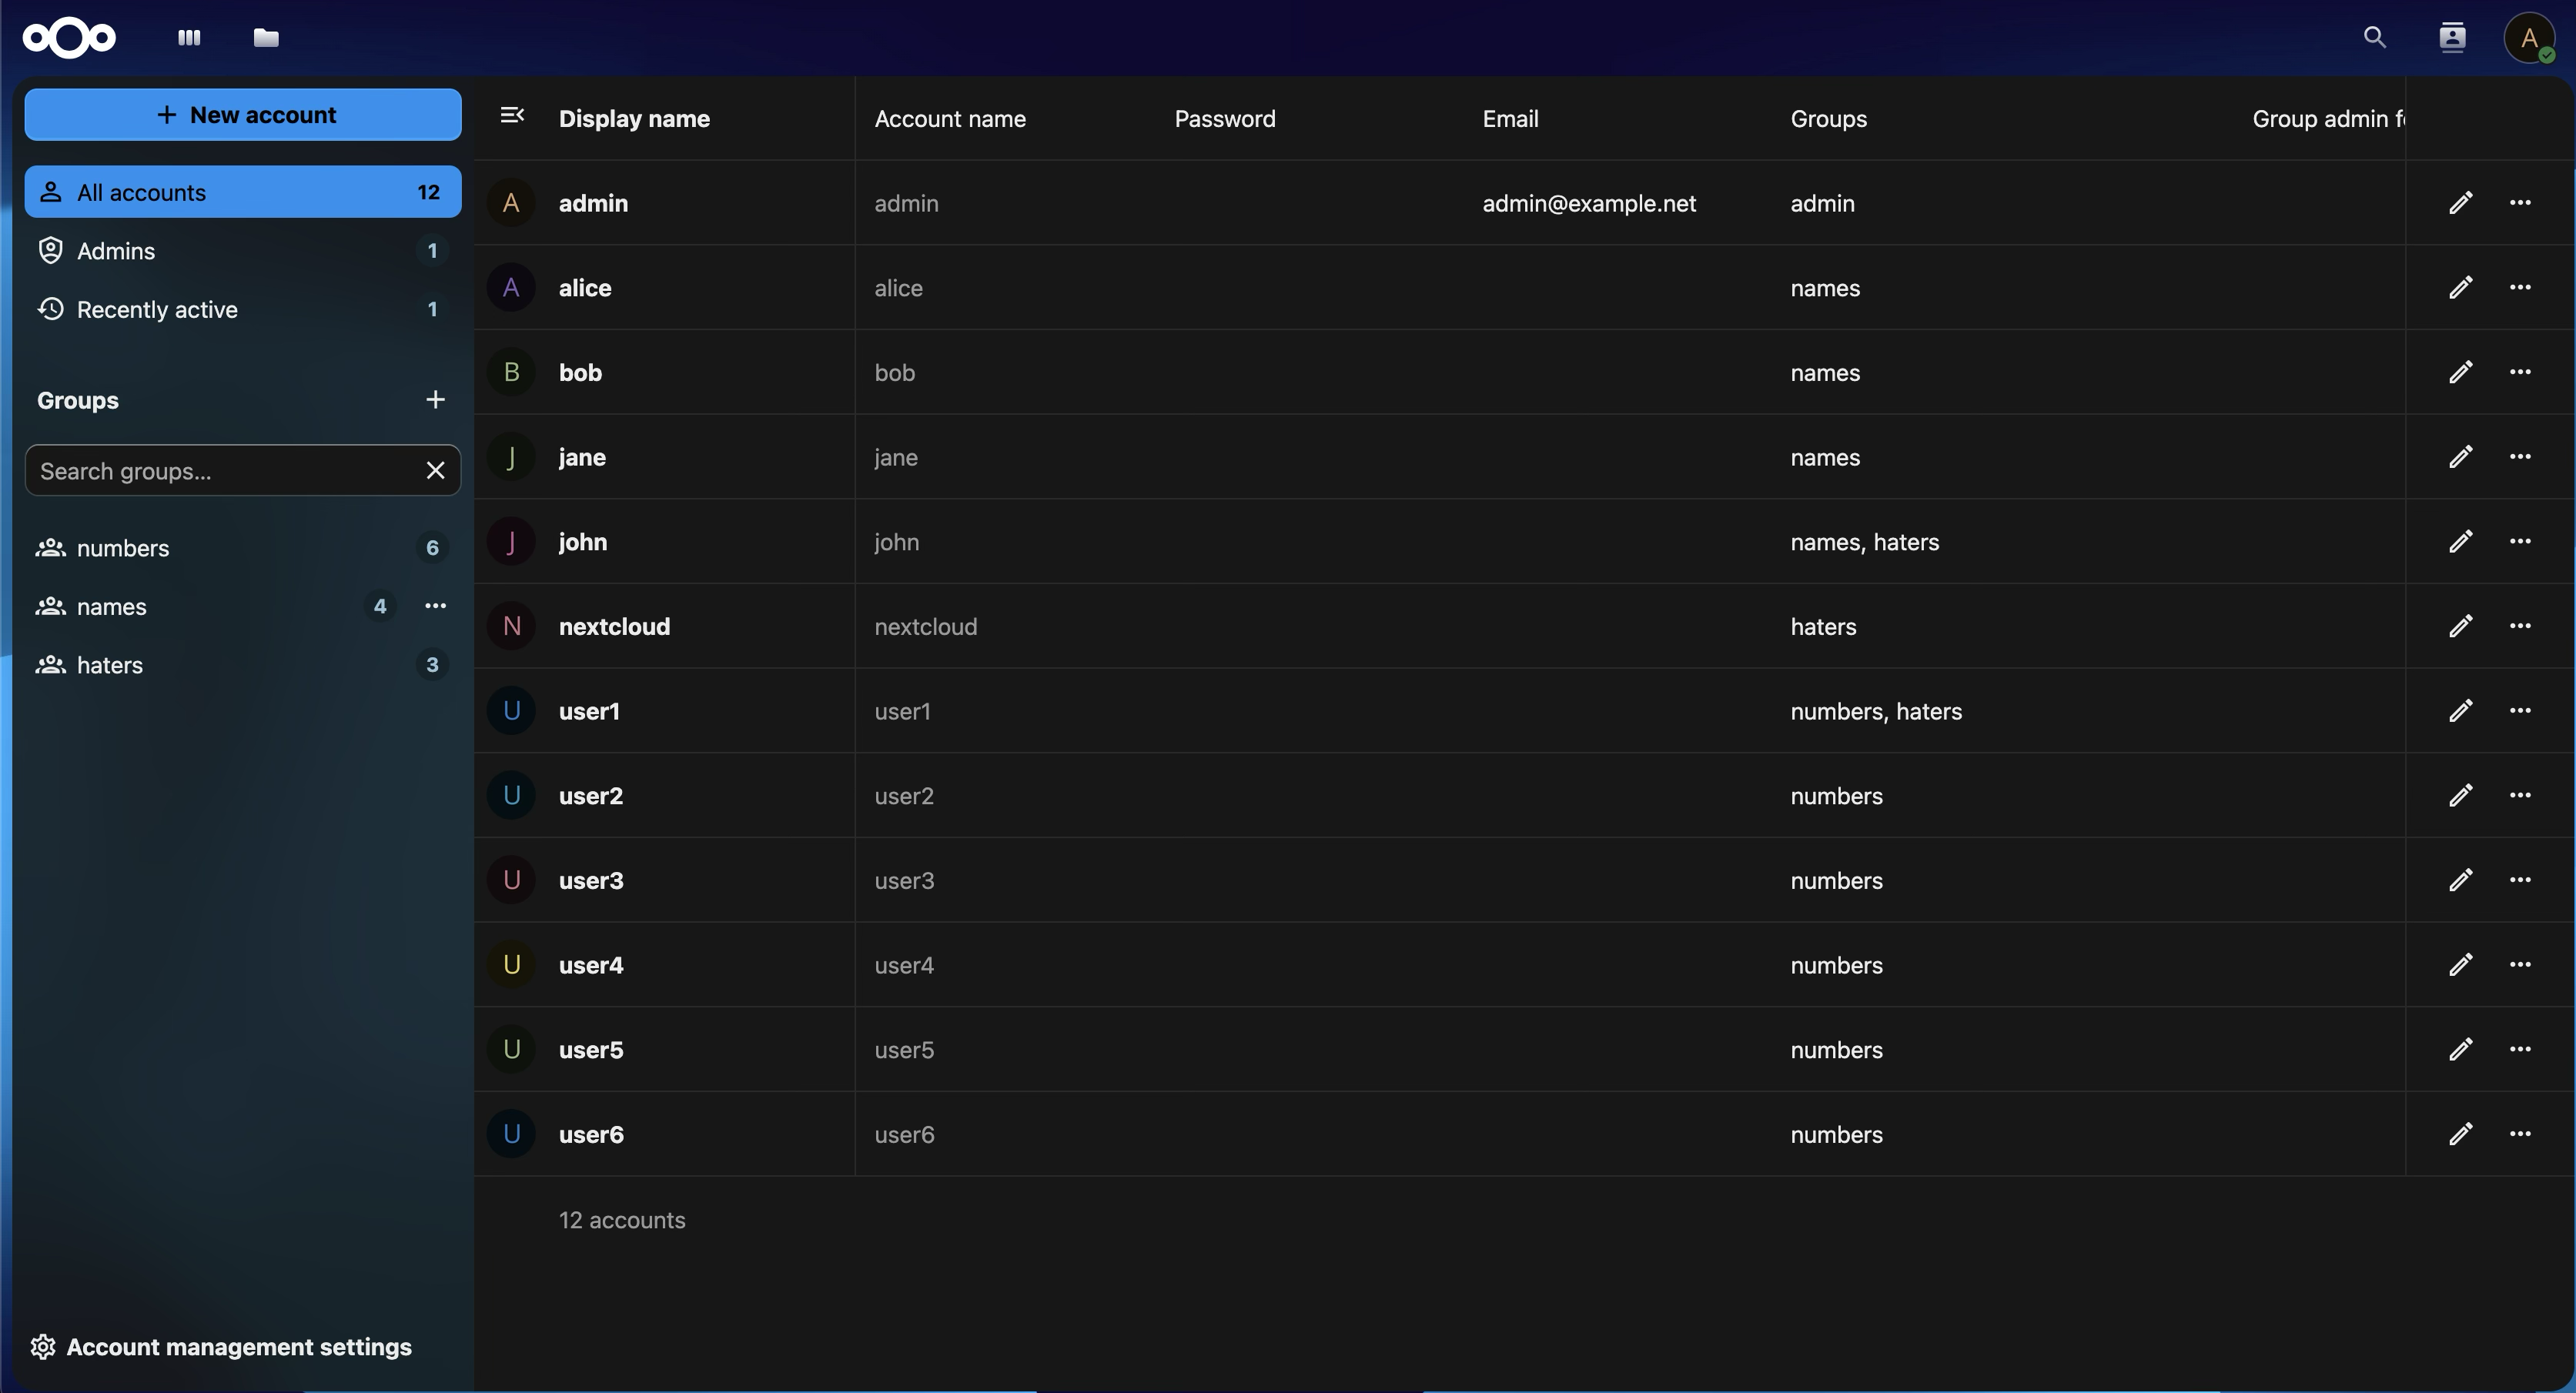 A
New account
All accounts 12
Admins 1
Recently active 1
Groups
Search groups...
numbers 6
names 4
haters 3
Account management settings
Display name Account name Password Email Groups Group admin
A admin admin admin@example.net admin
A alice alice names
B bob bob names
J jane jane names
J john john names, haters
N nextcloud nextcloud haters
U user1 user1 numbers, haters
U user2 user2 numbers
U user3 user3 numbers
U user4 user4 numbers
U user5 user5 numbers
U user6 user6 numbers
12 accounts